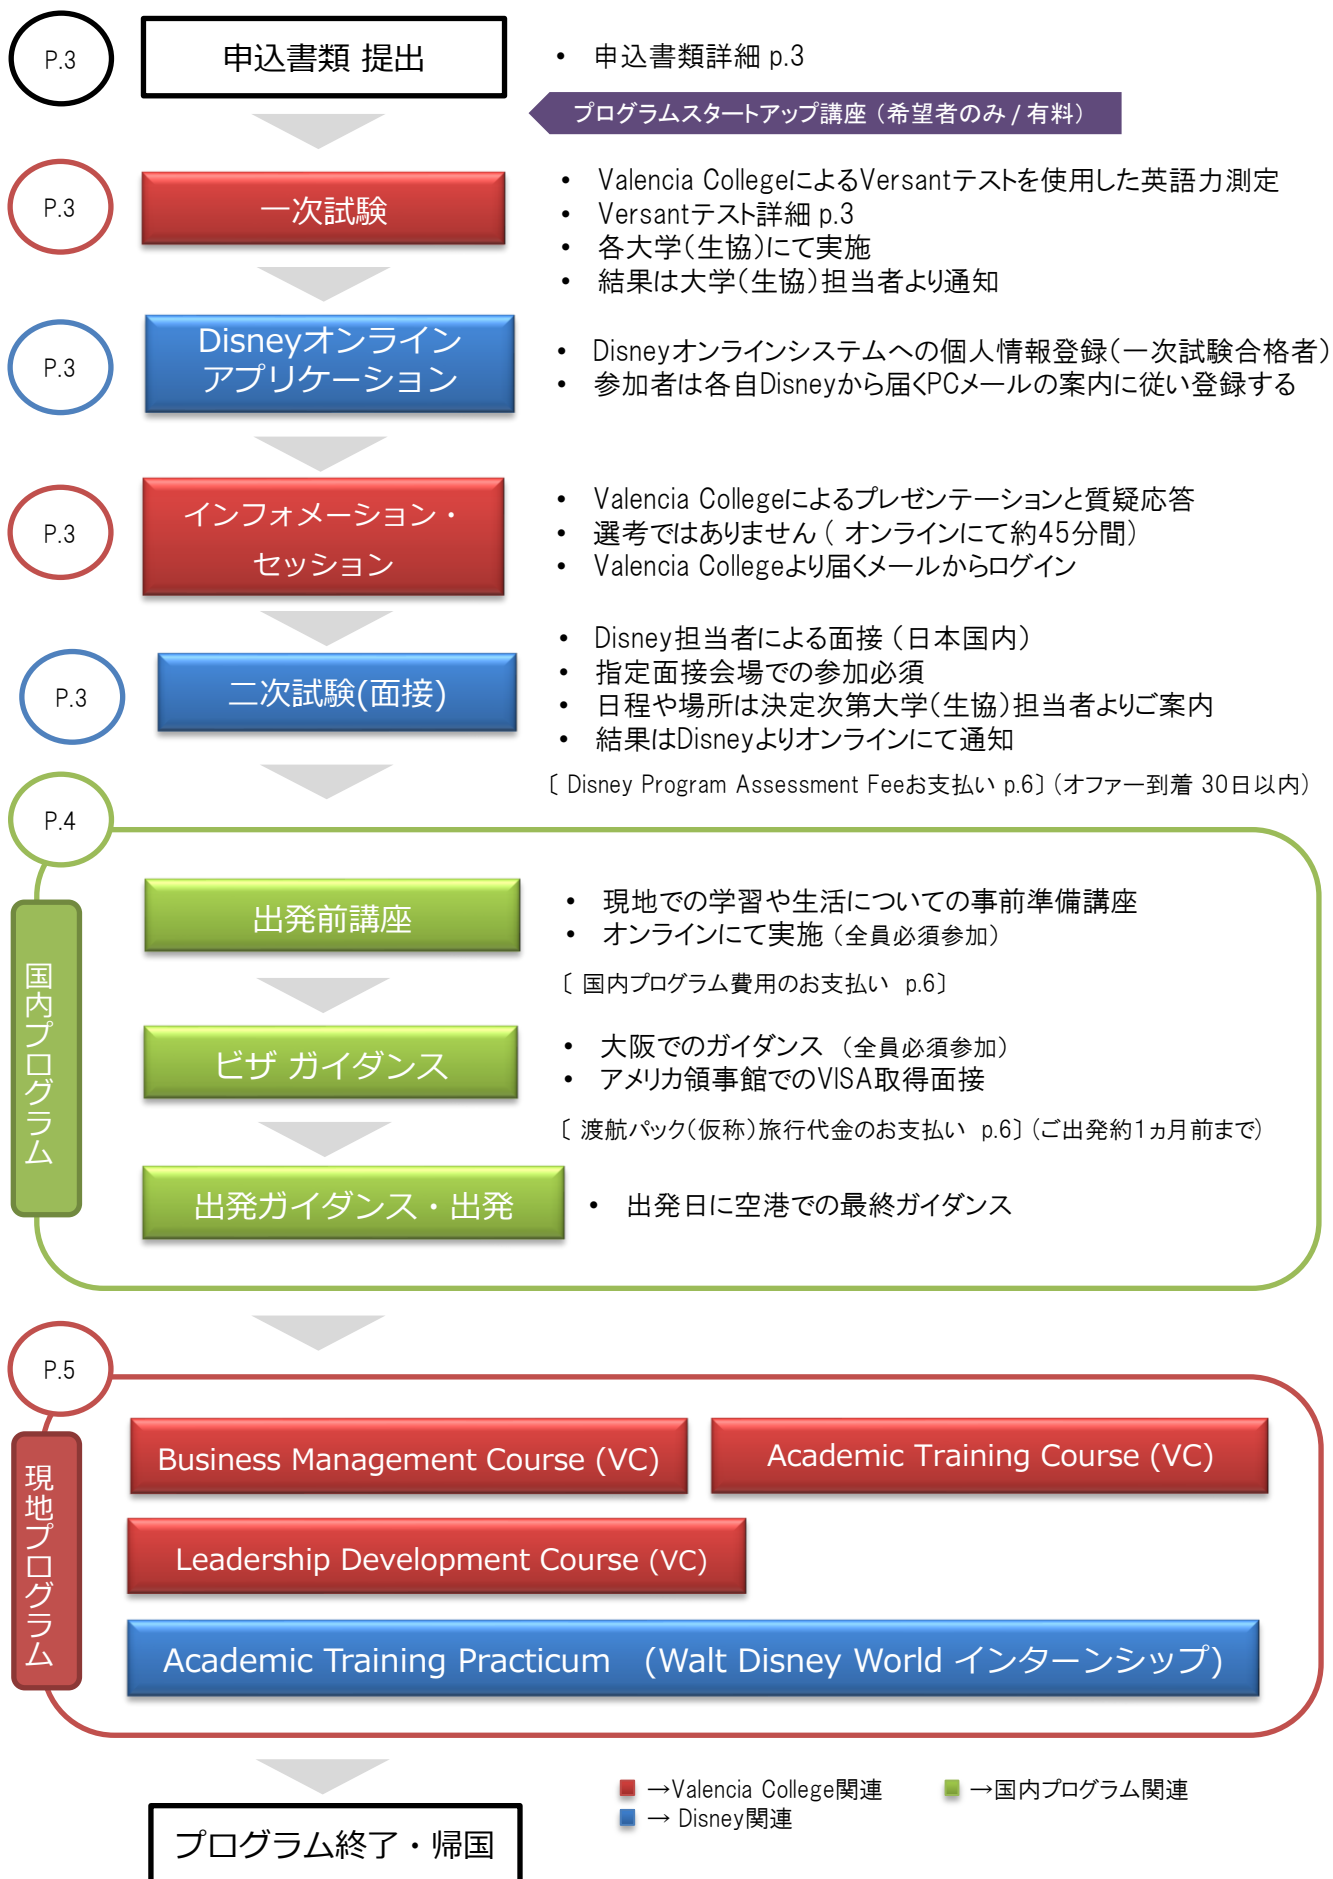 P.3
申込書類 提出
• 申込書類詳細 p.3
プログラムスタートアップ講座（希望者のみ / 有料）
P.3
一次試験
• Valencia CollegeによるVersantテストを使用した英語力測定
• Versantテスト詳細 p.3
• 各大学（生協）にて実施
• 結果は大学（生協）担当者より通知
P.3
Disneyオンライン
アプリケーション
• Disneyオンラインシステムへの個人情報登録（一次試験合格者）
• 参加者は各自Disneyから届くPCメールの案内に従い登録する
P.3
インフォメーション・
セッション
• Valencia Collegeによるプレゼンテーションと質疑応答
• 選考ではありません（ オンラインにて約45分間）
• Valencia Collegeより届くメールからログイン
P.3
二次試験(面接)
• Disney担当者による面接（日本国内）
• 指定面接会場での参加必須
• 日程や場所は決定次第大学（生協）担当者よりご案内
• 結果はDisneyよりオンラインにて通知
〔 Disney Program Assessment Feeお支払い p.6〕（オファー到着 30日以内）
P.4
国内プログラム
出発前講座
• 現地での学習や生活についての事前準備講座
• オンラインにて実施（全員必須参加）
〔 国内プログラム費用のお支払い p.6〕
ビザ ガイダンス
• 大阪でのガイダンス （全員必須参加）
• アメリカ領事館でのVISA取得面接
〔 渡航パック（仮称）旅行代金のお支払い p.6〕（ご出発約1ヵ月前まで）
出発ガイダンス・出発
• 出発日に空港での最終ガイダンス
P.5
現地プログラム
Business Management Course (VC)
Academic Training Course (VC)
Leadership Development Course (VC)
Academic Training Practicum （Walt Disney World インターンシップ）
→Valencia College関連
→国内プログラム関連
→ Disney関連
プログラム終了・帰国